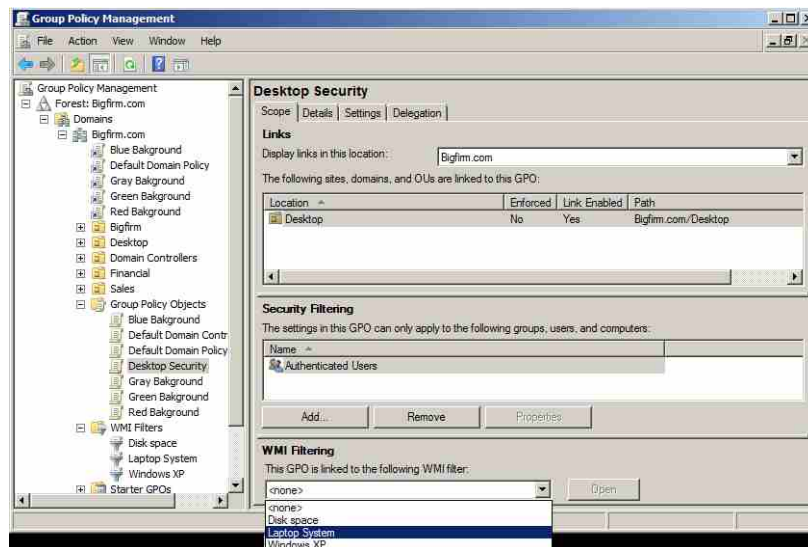 Group Policy Management
File Action View Window Help
Group Policy Management
Forest: Bigfirm.com
Domains
Bigfirm.com
Blue Bakground
Default Domain Policy
Gray Bakground
Green Bakground
Red Bakground
Bigfirm
Desktop
Domain Controllers
Financial
Sales
Group Policy Objects
Blue Bakground
Default Domain Contr
Default Domain Policy
Desktop Security
Gray Bakground
Green Bakground
Red Bakground
WMI Filters
Disk space
Laptop System
Windows XP
Starter GPOs
Desktop Security
Scope Details Settings Delegation
Links
Display links in this location: Bigfirm.com
The following sites, domains, and OUs are linked to this GPO:
Location Enforced Link Enabled Path
Desktop No Yes Bigfirm.com/Desktop
Security Filtering
The settings in this GPO can only apply to the following groups, users, and computers:
Name
Authenticated Users
Add... Remove Properties
WMI Filtering
This GPO is linked to the following WMI filter:
<none> Open
<none>
Disk space
Laptop System
Windows XP